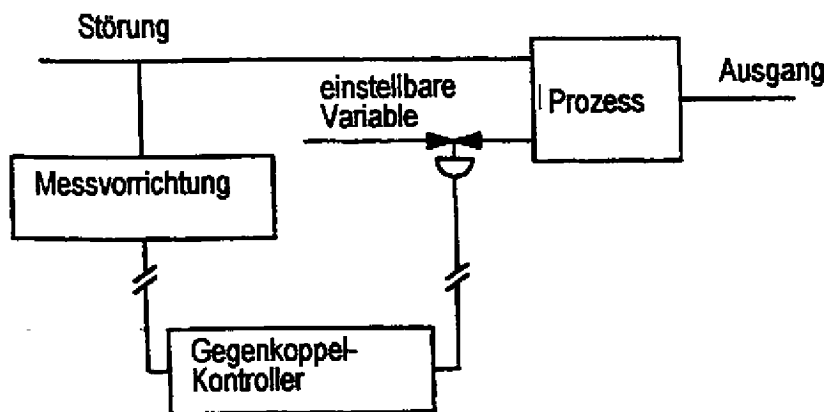 Störung
einstellbare
Variable
Prozess
Ausgang
Messvorrichtung
Gegenkoppel-
Kontroller